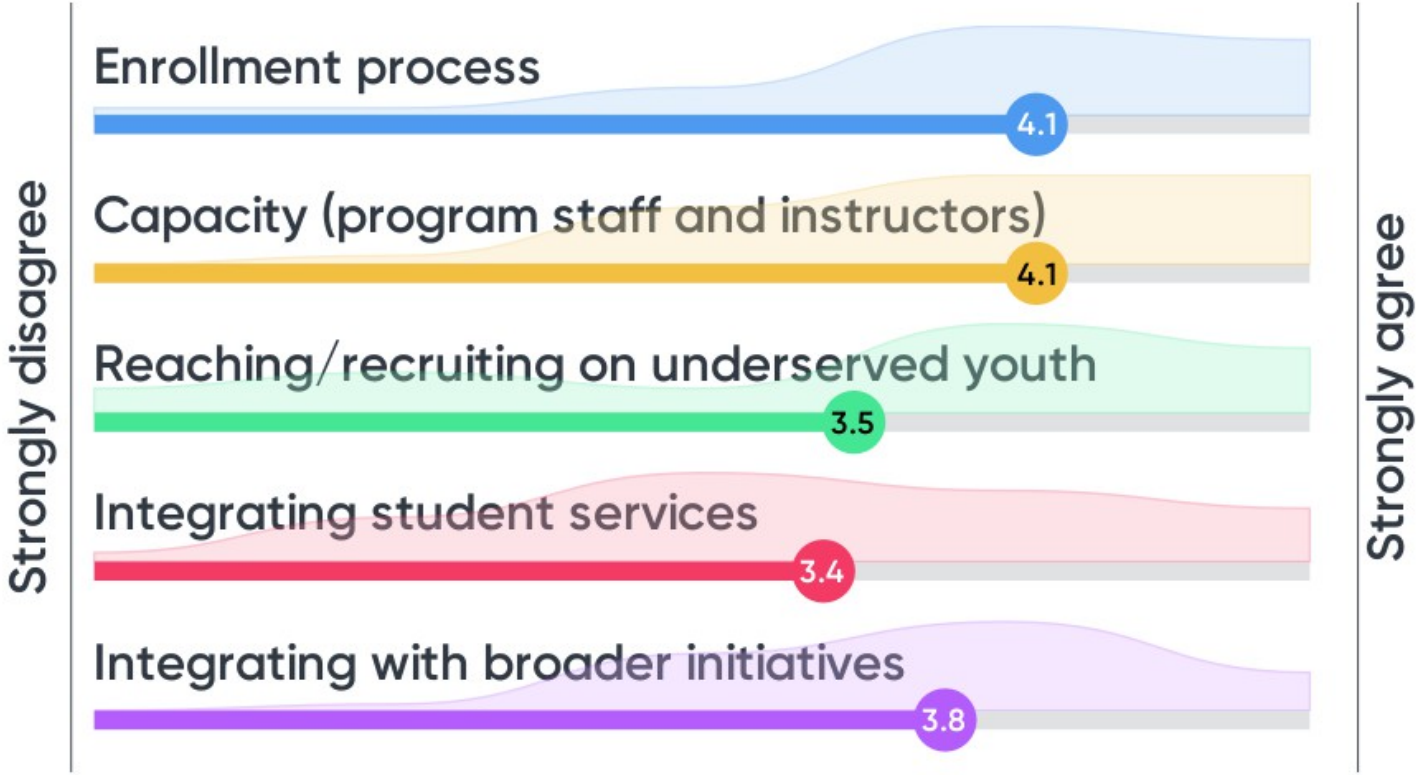 Strongly disagree
Enrollment process
4.1
Capacity (program staff and instructors)
4.1
Reaching/recruiting on underserved youth
3.5
Integrating student services
3.4
Integrating with broader initiatives
3.8
Strongly agree